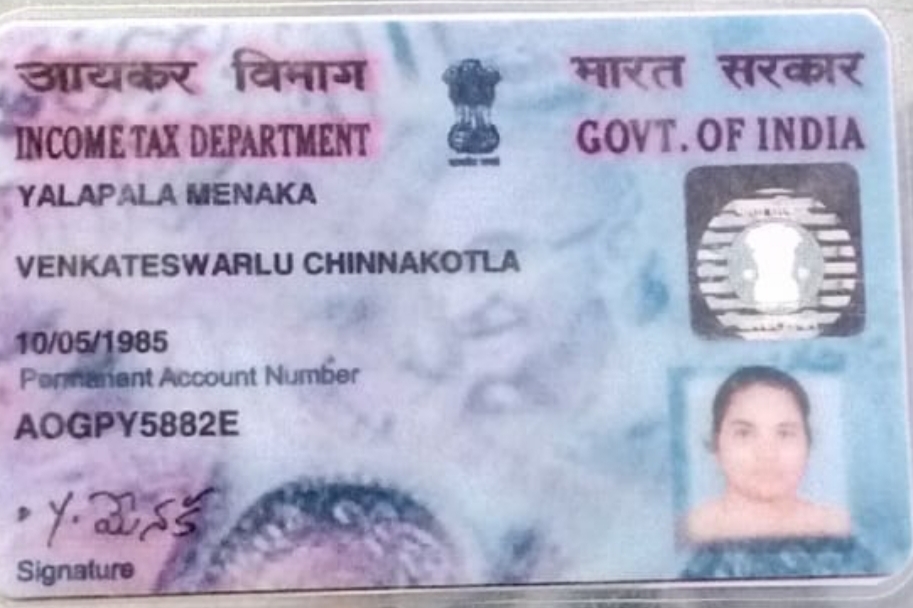 आयकर विभाग
भारत सरकार
INCOME TAX DEPARTMENT
GOVT. OF INDIA
YALAPALA MENAKA
VENKATESWARLU CHINNAKOTLA
10/05/1985
Permanent Account Number
AOGPY5882E
Y. మేనక
Signature